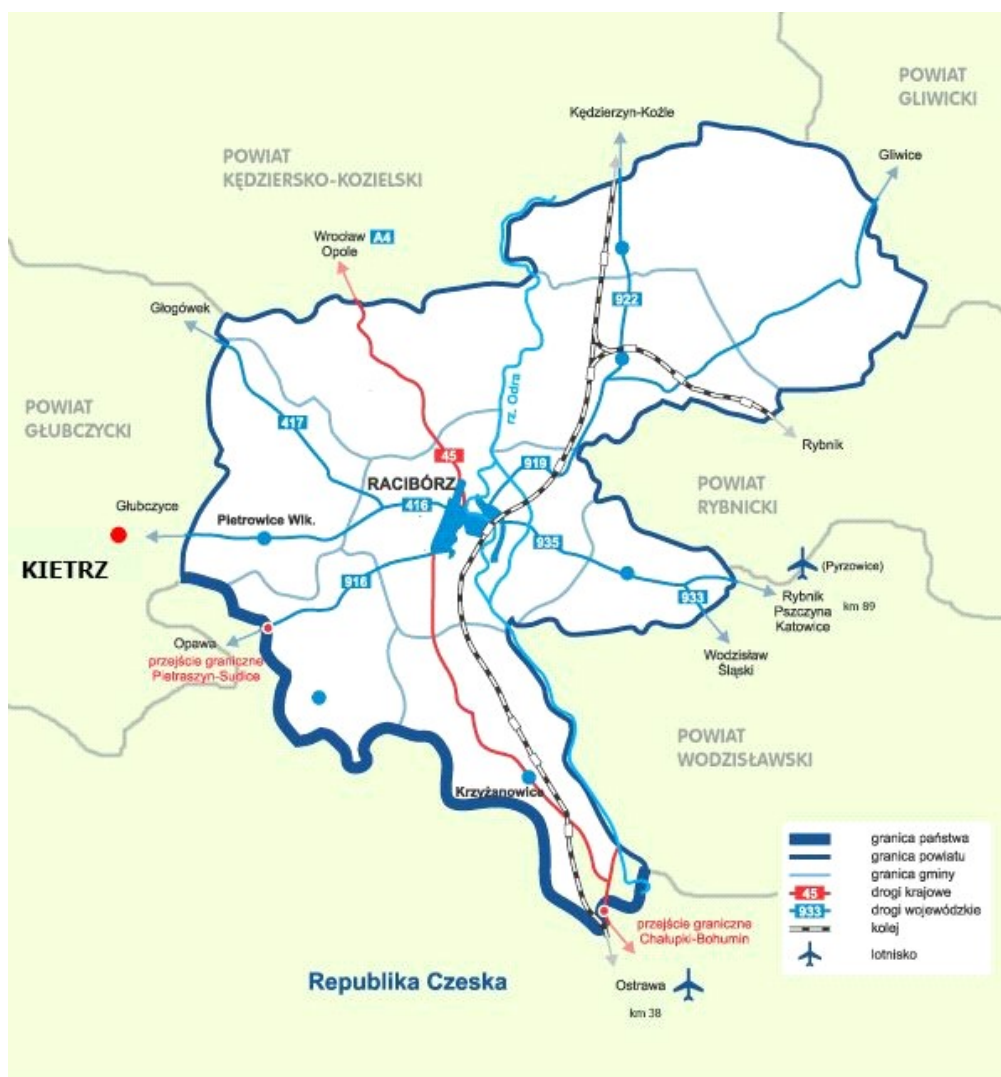 POWIAT
GLIWICKI
Kędzierzyn-Koźle
Gliwice
POWIAT
KĘDZIERSKO-KOZIELSKI
Wrocław A4
Opole
Głogówek
922
rz. Odra
POWIAT
GŁUBCZYCKI
417
45
919
Rybnik
RACIBÓRZ
POWIAT
RYBNICKI
Głubczyce
416
Pietrowice Wlk.
935
KIETRZ
916
933
(Pyrzowice)
Rybnik
Pszczyna
Katowice
km 89
Opawa
przejście graniczne
Pietraszyn-Sudice
Wodzisław
Śląski
POWIAT
WODZISŁAWSKI
Krzyżanowice
granica państwa
granica powiatu
granica gminy
45 drogi krajowe
933 drogi wojewódzkie
kolej
lotnisko
przejście graniczne
Chałupki-Bohumin
Republika Czeska
Ostrawa
km 38